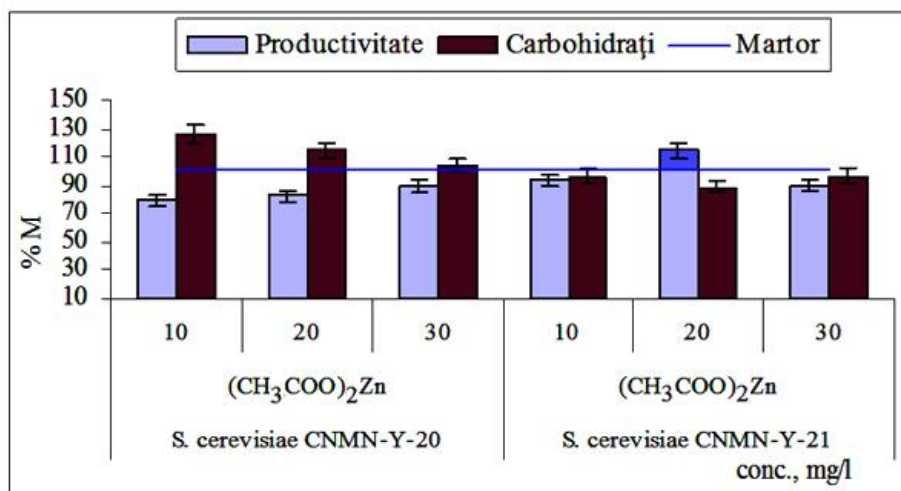 Productivitate Carbohidraţi Martor
150
130
110
90
70
50
30
10
% M
10 20 30 10 20 30
(CH₃COO)₂Zn (CH₃COO)₂Zn
S. cerevisiae CNMN-Y-20 S. cerevisiae CNMN-Y-21
conc., mg/l